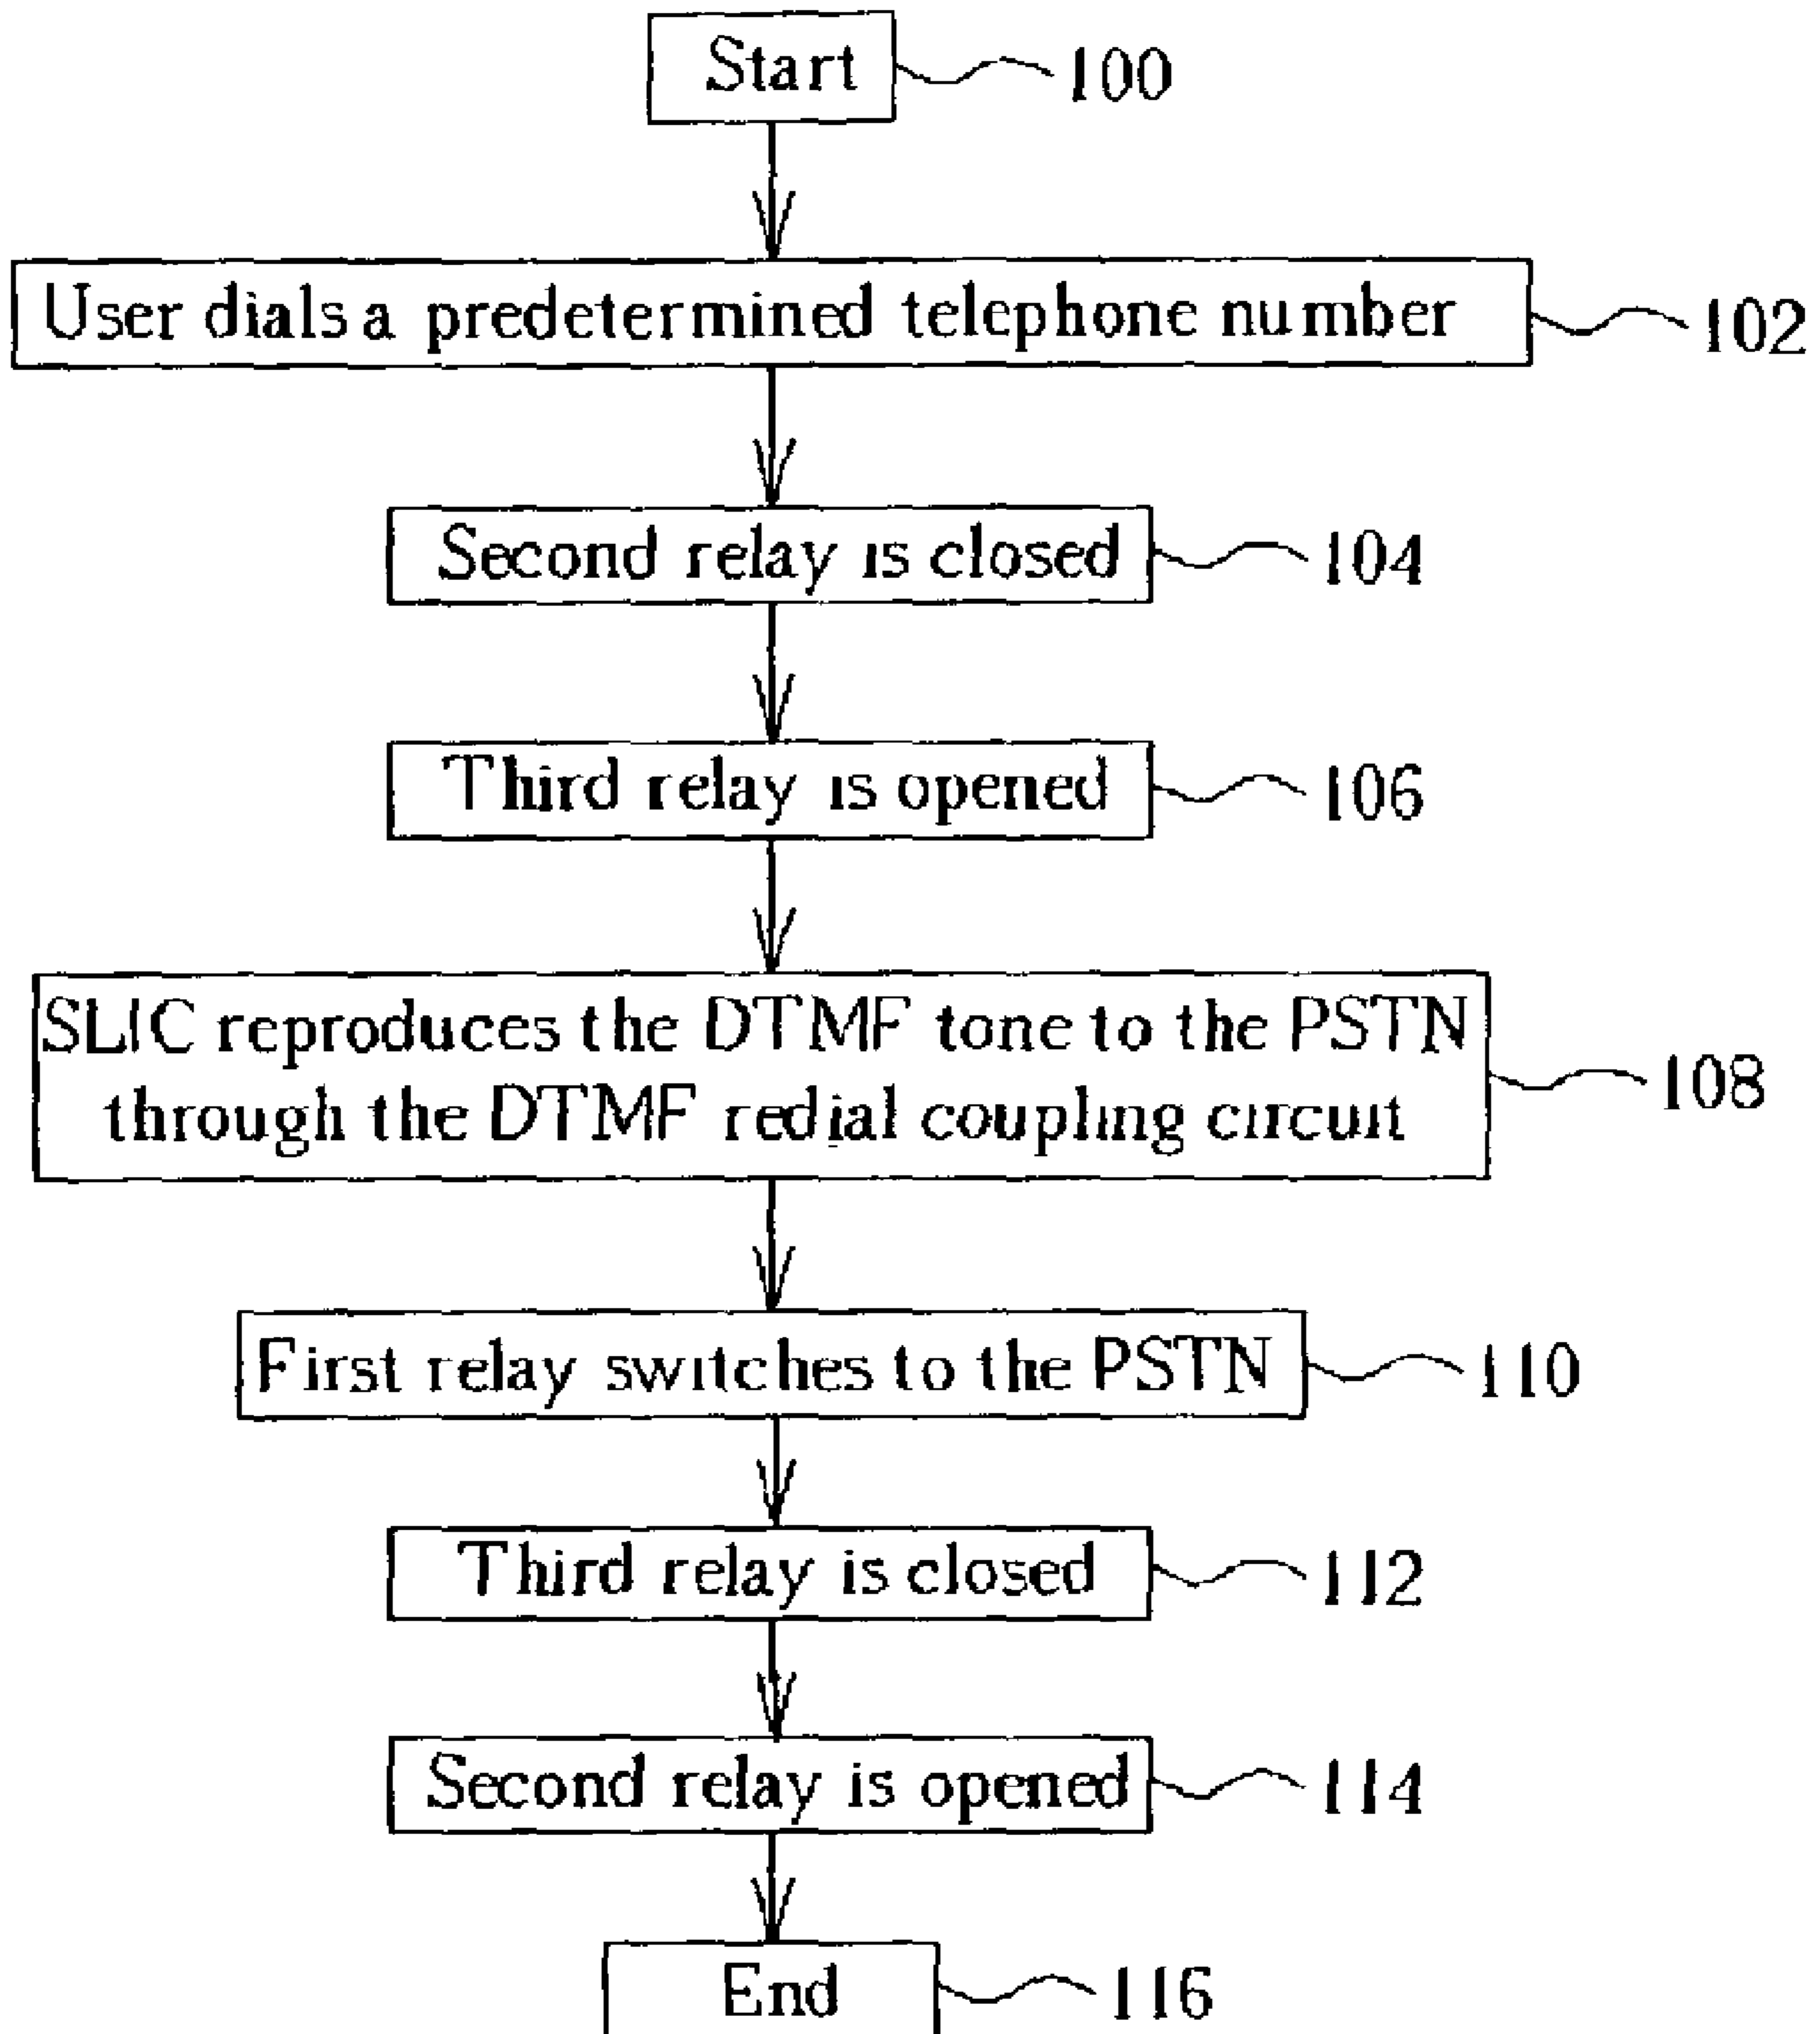 Start
100
User dials a predetermined telephone number
102
Second relay is closed
104
Third relay is opened
106
SLIC reproduces the DTMF tone to the PSTN
through the DTMF redial coupling circuit
108
First relay switches to the PSTN
110
Third relay is closed
112
Second relay is opened
114
End
116